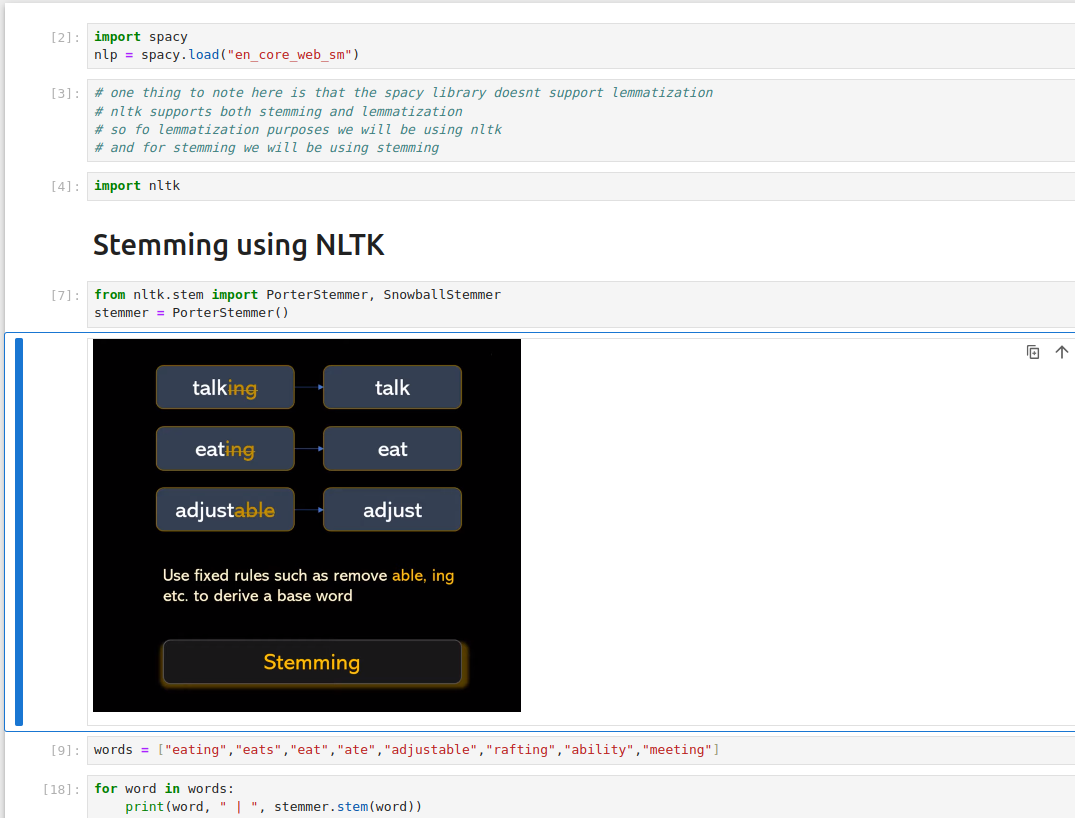 [2]: import spacy
nlp = spacy.load("en_core_web_sm")
[3]: # one thing to note here is that the spacy library doesnt support lemmatization
# nltk supports both stemming and lemmatization
# so fo lemmatization purposes we will be using nltk
# and for stemming we will be using stemming
[4]: import nltk
Stemming using NLTK
[7]: from nltk.stem import PorterStemmer, SnowballStemmer
stemmer = PorterStemmer()
talking talk
eating eat
adjustable adjust
Use fixed rules such as remove able, ing
etc. to derive a base word
Stemming
[9]: words = ["eating","eats","eat","ate","adjustable","rafting","ability","meeting"]
[18]: for word in words:
print(word, " | ", stemmer.stem(word))